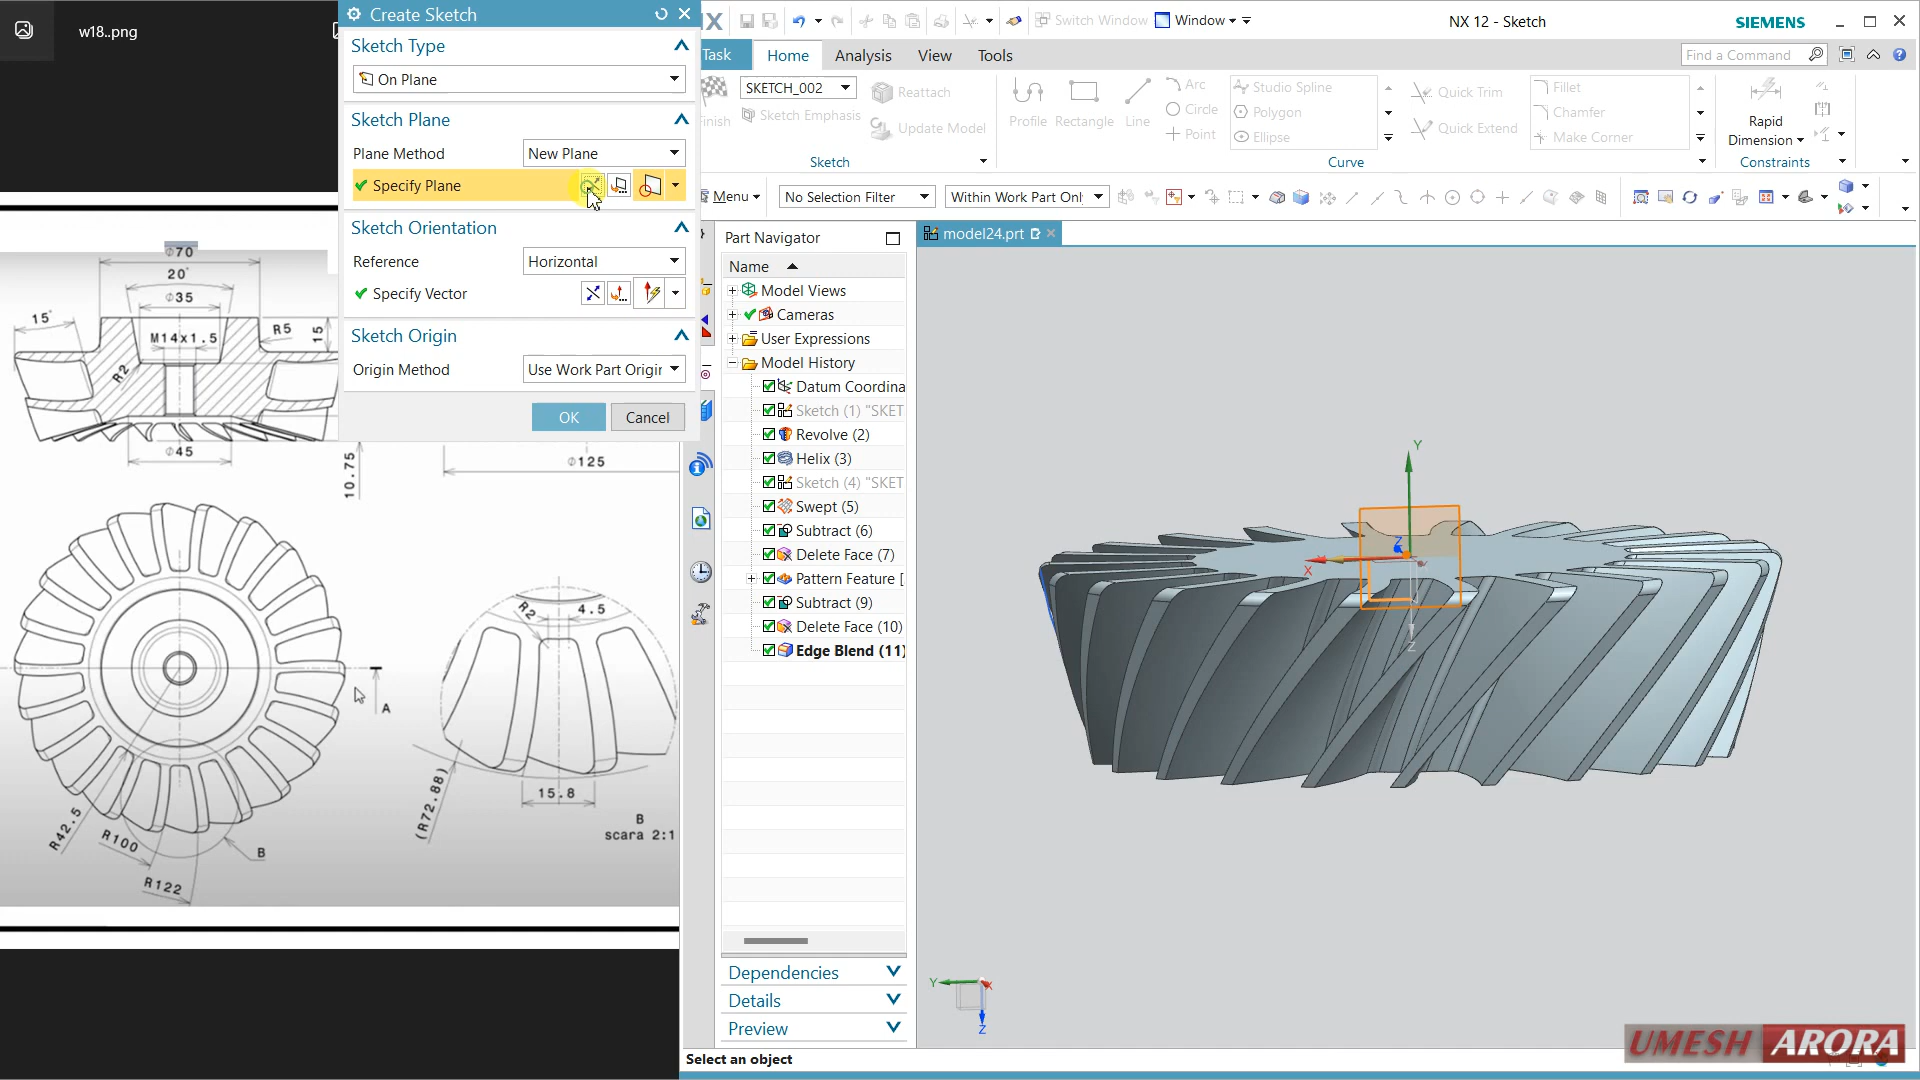 w18..png
Create Sketch
Sketch Type
On Plane
Sketch Plane
Plane Method
New Plane
Specify Plane
Sketch Orientation
Reference
Horizontal
Specify Vector
Sketch Origin
Origin Method
Use Work Part Origin
OK
Cancel
NX
Switch Window
Window
NX 12 - Sketch
SIEMENS
Task
Home
Analysis
View
Tools
Find a Command
SKETCH_002
Reattach
Sketch Emphasis
Update Model
Sketch
Profile
Rectangle
Line
Arc
Circle
Point
Studio Spline
Polygon
Ellipse
Quick Trim
Quick Extend
Fillet
Chamfer
Make Corner
Curve
Rapid
Dimension
Constraints
Menu
No Selection Filter
Within Work Part Onl
Part Navigator
model24.prt
Name
Model Views
Cameras
User Expressions
Model History
Datum Coordina
Sketch (1) "SKET
Revolve (2)
Helix (3)
Sketch (4) "SKET
Swept (5)
Subtract (6)
Delete Face (7)
Pattern Feature [
Subtract (9)
Delete Face (10)
Edge Blend (11)
Dependencies
Details
Preview
Select an object
Ø70
20°
Ø35
15°
M14x1.5
R5
15
R2
Ø45
10.75
Ø125
A
R42.5
R100
R122
B
R2
4.5
(R72.88)
15.8
B
scara 2:1
Y
Z
X
Z
Y
X
Z
UMESH ARORA